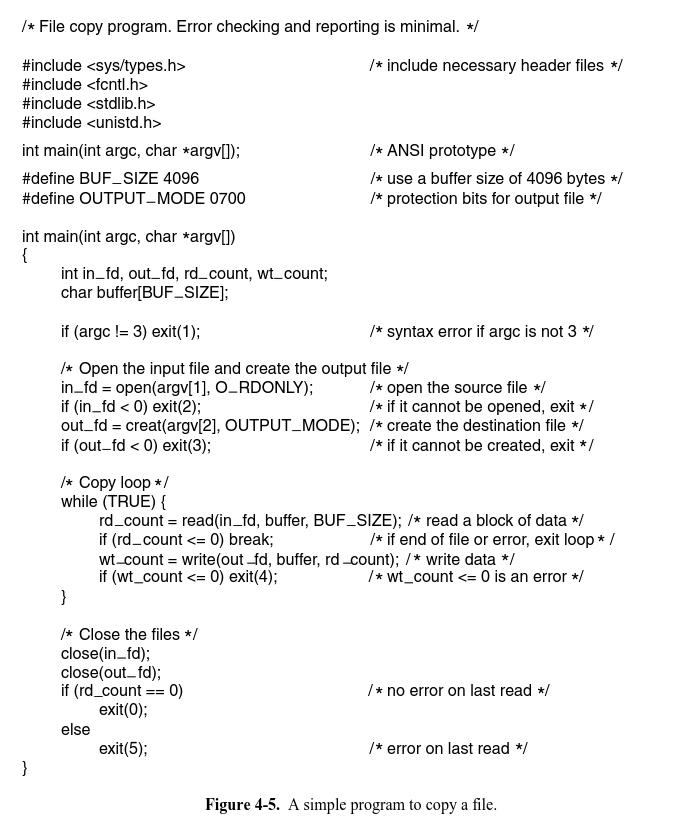 /* File copy program. Error checking and reporting is minimal. */
#include <sys/types.h> /* include necessary header files */
#include <fcntl.h>
#include <stdlib.h>
#include <unistd.h>
int main(int argc, char *argv[]); /* ANSI prototype */
#define BUF_SIZE 4096 /* use a buffer size of 4096 bytes */
#define OUTPUT_MODE 0700 /* protection bits for output file */
int main(int argc, char *argv[])
{
int in_fd, out_fd, rd_count, wt_count;
char buffer[BUF_SIZE];
if (argc != 3) exit(1); /* syntax error if argc is not 3 */
/* Open the input file and create the output file */
in_fd = open(argv[1], O_RDONLY); /* open the source file */
if (in_fd < 0) exit(2); /* if it cannot be opened, exit */
out_fd = creat(argv[2], OUTPUT_MODE); /* create the destination file */
if (out_fd < 0) exit(3); /* if it cannot be created, exit */
/* Copy loop */
while (TRUE) {
rd_count = read(in_fd, buffer, BUF_SIZE); /* read a block of data */
if (rd_count <= 0) break; /* if end of file or error, exit loop * /
wt_count = write(out_fd, buffer, rd_count); /* write data */
if (wt_count <= 0) exit(4); /* wt_count <= 0 is an error */
}
/* Close the files */
close(in_fd);
close(out_fd);
if (rd_count == 0) /* no error on last read */
exit(0);
else
exit(5); /* error on last read */
}
Figure 4-5. A simple program to copy a file.